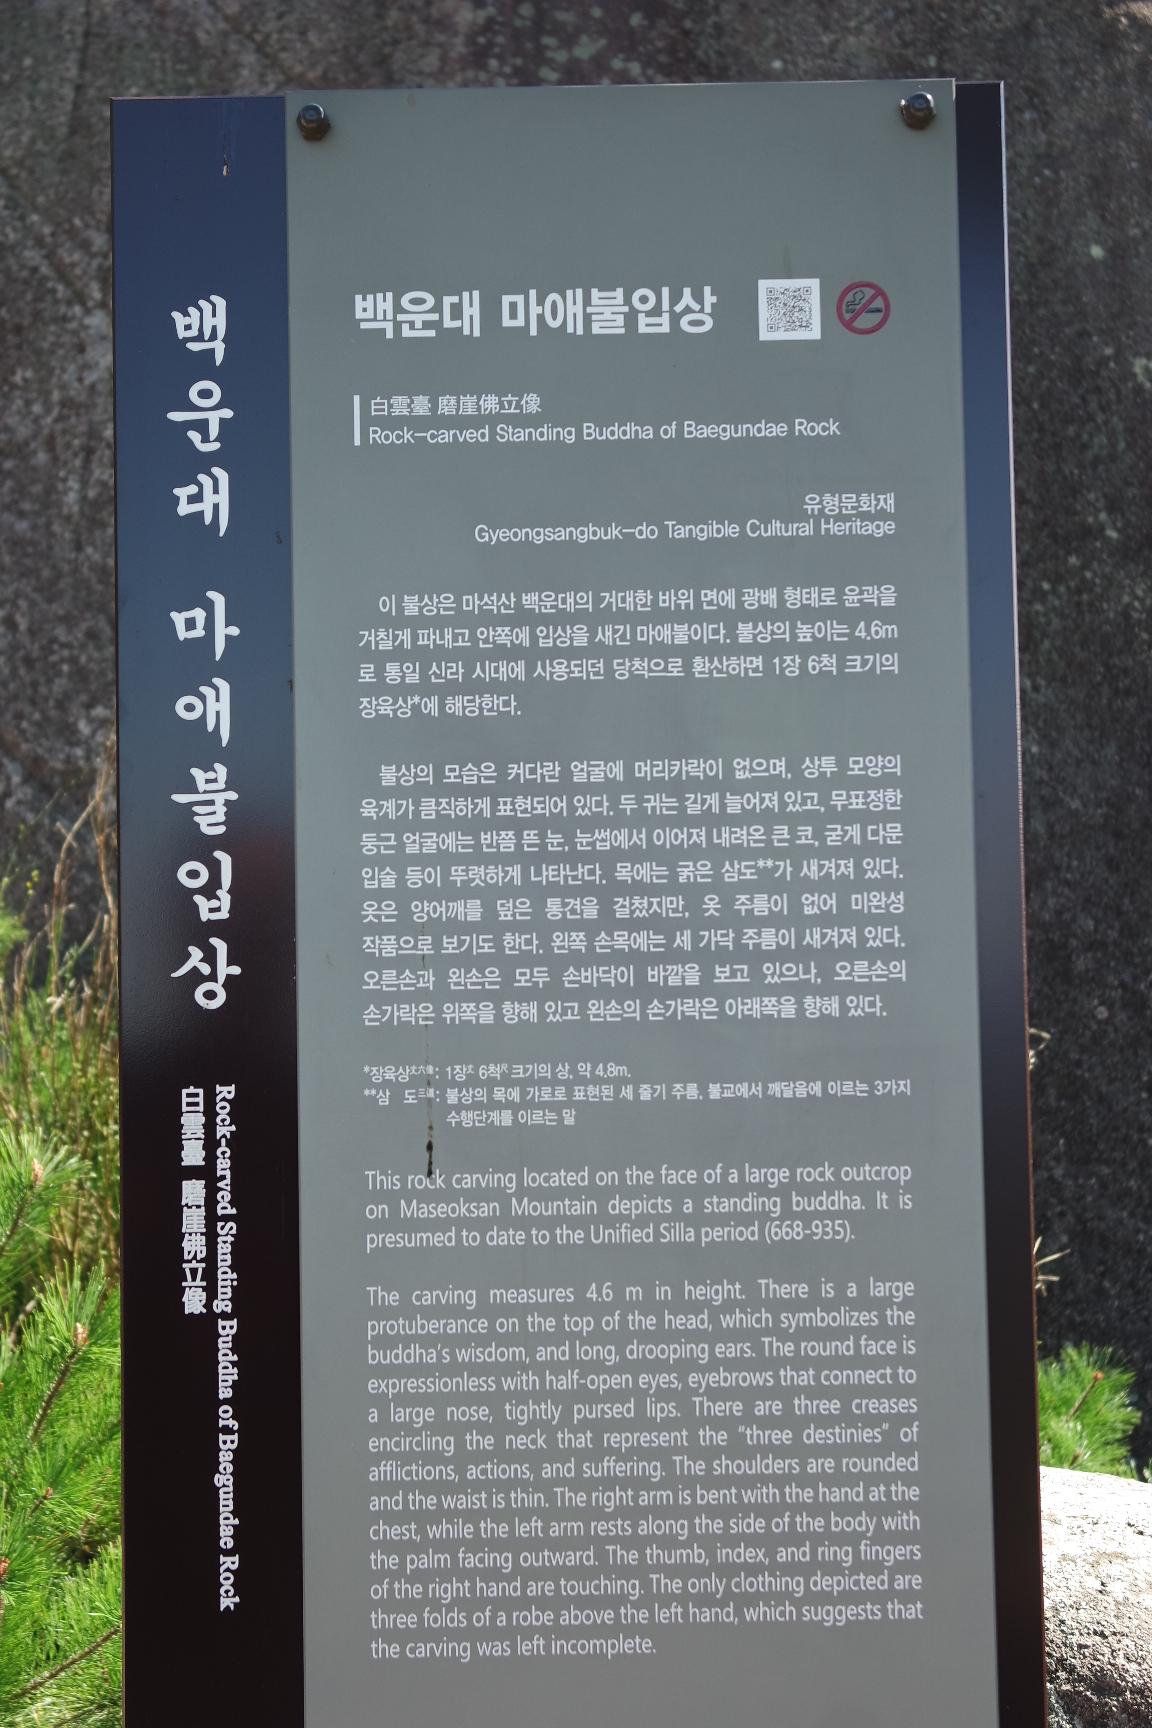 백운대 마애불입상
Rock-carved Standing Buddha of Baegundae Rock
白雲臺 磨崖佛立像
백운대 마애불입상
白雲臺 磨崖佛立像
Rock-carved Standing Buddha of Baegundae Rock
유형문화재
Gyeongsangbuk-do Tangible Cultural Heritage
이 불상은 마석산 백운대의 거대한 바위 면에 광배 형태로 윤곽을
거칠게 파내고 안쪽에 입상을 새긴 마애불이다. 불상의 높이는 4.6m
로 통일 신라 시대에 사용되던 당척으로 환산하면 1장 6척 크기의
장육상*에 해당한다.
불상의 모습은 커다란 얼굴에 머리카락이 없으며, 상투 모양의
육계가 큼직하게 표현되어 있다. 두 귀는 길게 늘어져 있고, 무표정한
둥근 얼굴에는 반쯤 뜬 눈, 눈썹에서 이어져 내려온 큰 코, 굳게 다문
입술 등이 뚜렷하게 나타난다. 목에는 굵은 삼도**가 새겨져 있다.
옷은 양어깨를 덮은 통견을 걸쳤지만, 옷 주름이 없어 미완성
작품으로 보기도 한다. 왼쪽 손목에는 세 가닥 주름이 새겨져 있다.
오른손과 왼손은 모두 손바닥이 바깥을 보고 있으나, 오른손의
손가락은 위쪽을 향해 있고 왼손의 손가락은 아래쪽을 향해 있다.
*장육상丈六像: 1장丈 6척尺 크기의 상, 약 4.8m.
**삼 도三道: 불상의 목에 가로로 표현된 세 줄기 주름, 불교에서 깨달음에 이르는 3가지
수행단계를 이르는 말
This rock carving located on the face of a large rock outcrop
on Maseoksan Mountain depicts a standing buddha. It is
presumed to date to the Unified Silla period (668-935).
The carving measures 4.6 m in height. There is a large
protuberance on the top of the head, which symbolizes the
buddha's wisdom, and long, drooping ears. The round face is
expressionless with half-open eyes, eyebrows that connect to
a large nose, tightly pursed lips. There are three creases
encircling the neck that represent the "three destinies" of
afflictions, actions, and suffering. The shoulders are rounded
and the waist is thin. The right arm is bent with the hand at the
chest, while the left arm rests along the side of the body with
the palm facing outward. The thumb, index, and ring fingers
of the right hand are touching. The only clothing depicted are
three folds of a robe above the left hand, which suggests that
the carving was left incomplete.